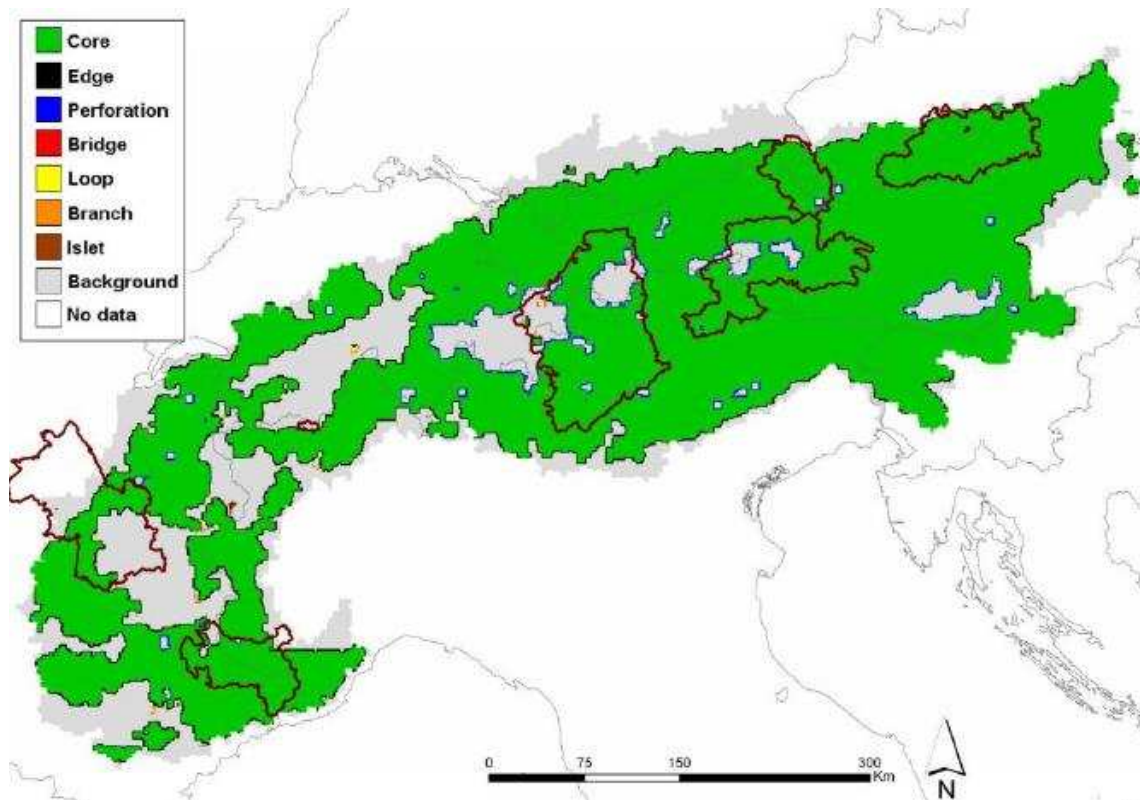 Core
Edge
Perforation
Bridge
Loop
Branch
Islet
Background
No data
0 75 150 300
Km
N